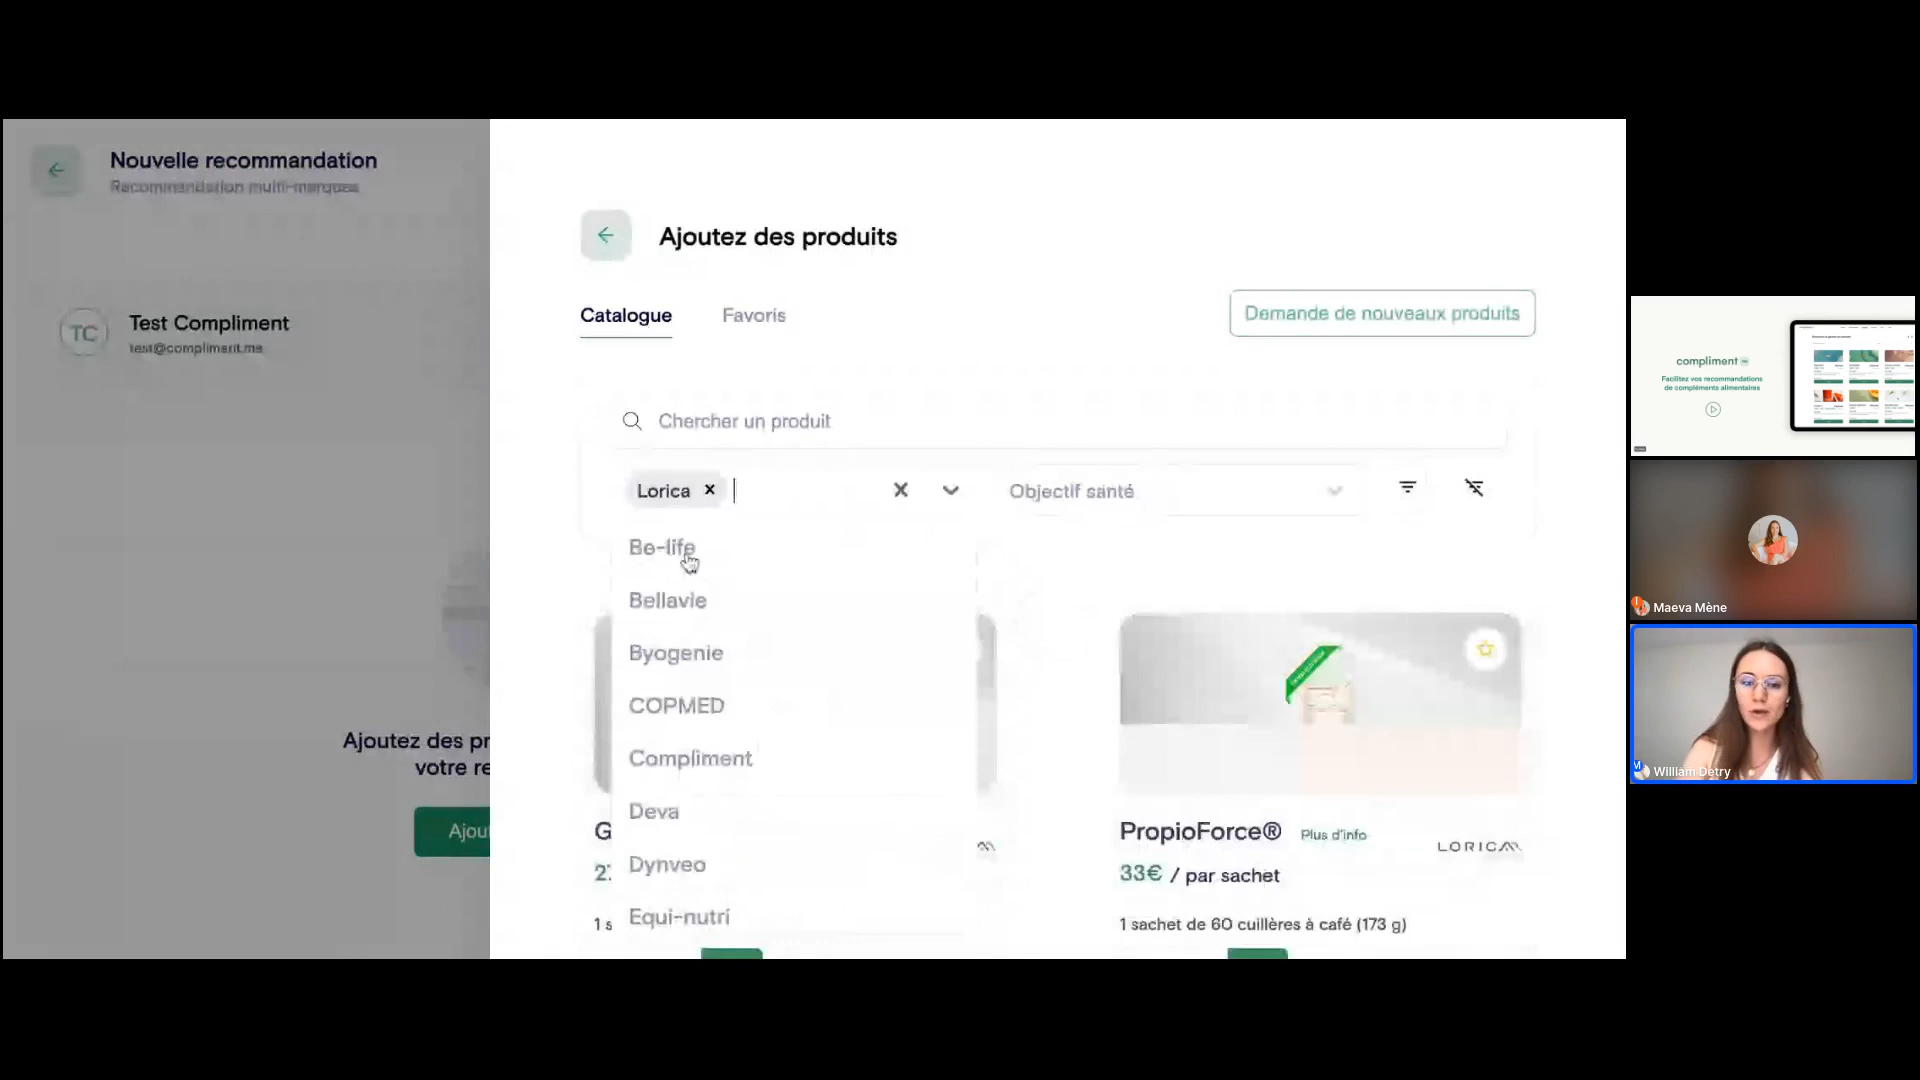 Nouvelle recommandation
Recommandation multi-marques
TC
Test Compliment
test@compliment.me
Ajoutez des pr
votre re
Ajout
Ajoutez des produits
Catalogue
Favoris
Demande de nouveaux produits
Chercher un produit
Lorica
Objectif santé
Be-life
Bellavie
Byogenie
COPMED
Compliment
Deva
Dynveo
Equi-nutri
G
1 s
PropioForce®
Plus d'info
LORICA
33€ / par sachet
1 sachet de 60 cuillères à café (173 g)
compliment
Facilitez vos recommandations
de compléments alimentaires
Maeva Mène
William Detry